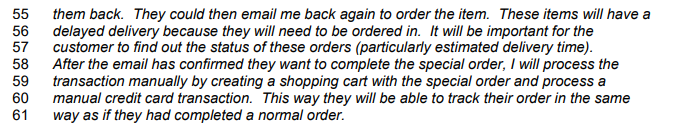 55 them back. They could then email me back again to order the item. These items will have a
56 delayed delivery because they will need to be ordered in. It will be important for the
57 customer to find out the status of these orders (particularly estimated delivery time).
58 After the email has confirmed they want to complete the special order, I will process the
59 transaction manually by creating a shopping cart with the special order and process a
60 manual credit card transaction. This way they will be able to track their order in the same
61 way as if they had completed a normal order.